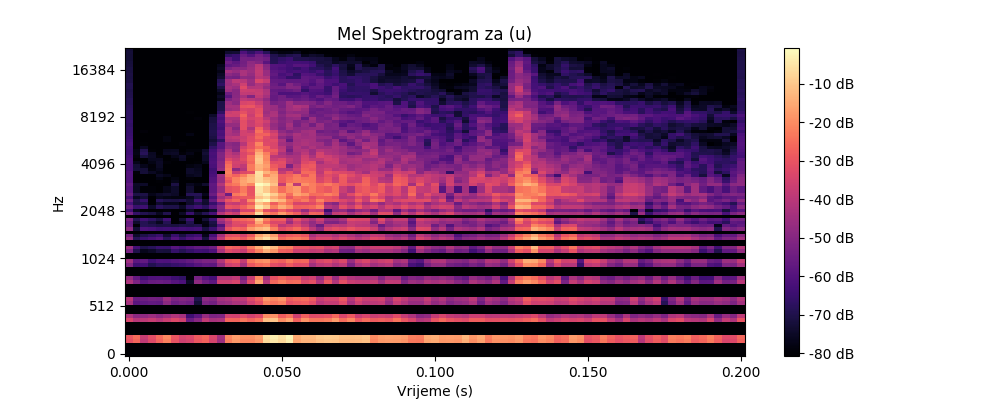 Mel Spektrogram za (u)
16384
8192
4096
2048
1024
512
0
Hz
0.000 0.050 0.100 0.150 0.200
Vrijeme (s)
-10 dB
-20 dB
-30 dB
-40 dB
-50 dB
-60 dB
-70 dB
-80 dB